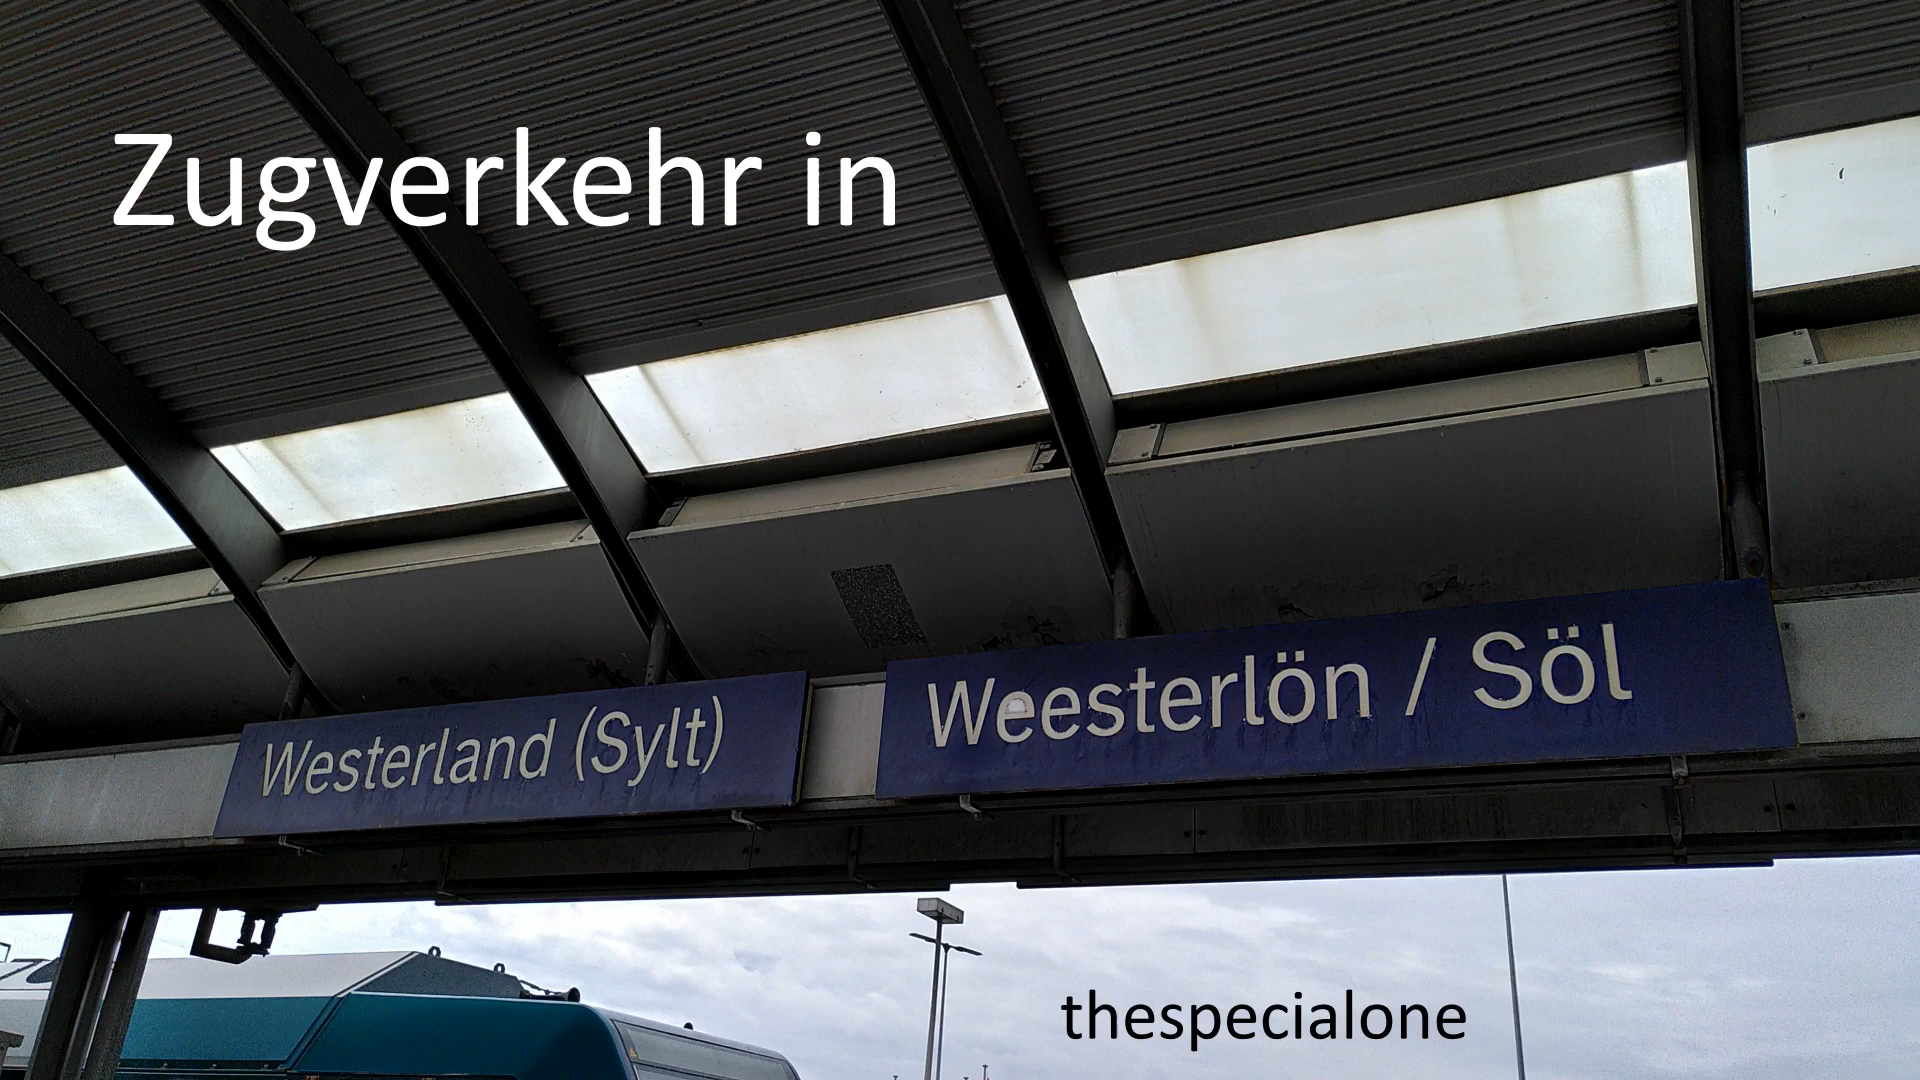 Zugverkehr in
Westerland (Sylt)
Weesterlön / Söl
thespecialone